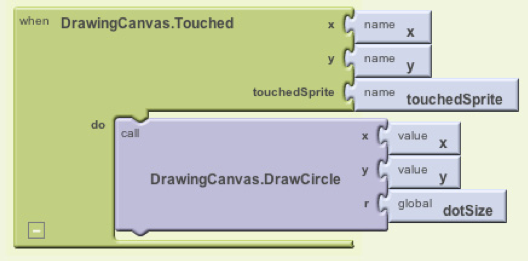 when DrawingCanvas.Touched x name x
y name y
touchedSprite name touchedSprite
do call x value x
DrawingCanvas.DrawCircle y value y
r global dotSize